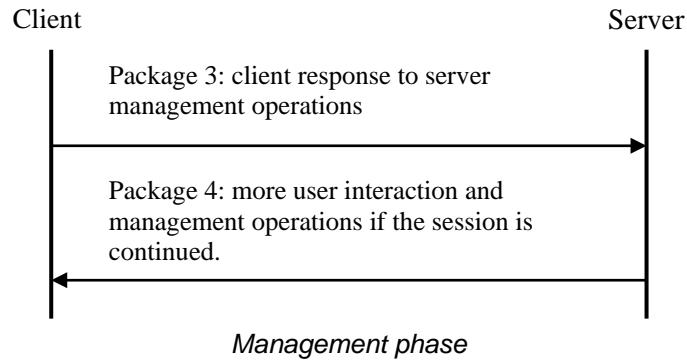 Client
Server
Package 3: client response to server
management operations
Package 4: more user interaction and
management operations if the session is
continued.
Management phase